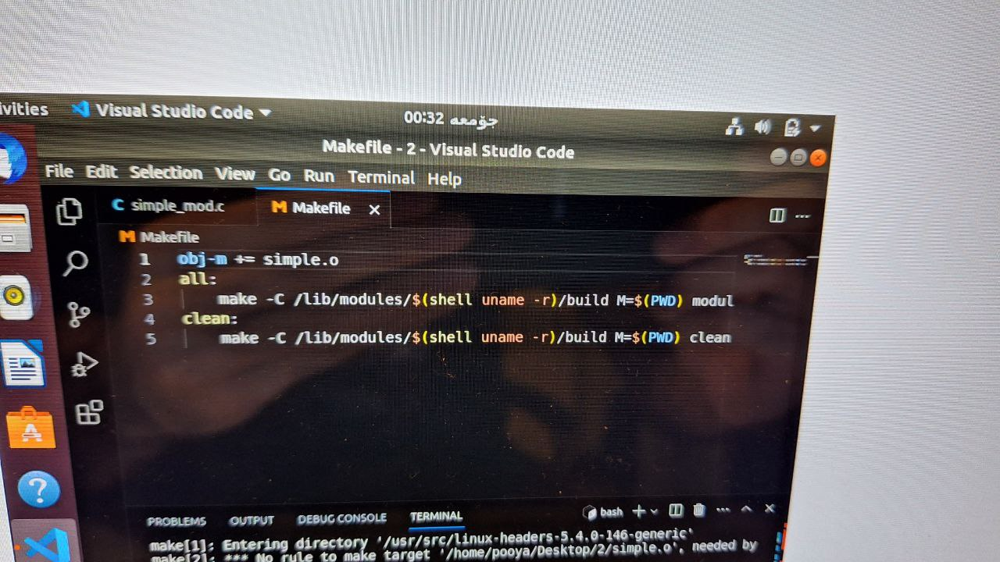 ivities
Visual Studio Code
00:32 جۆمعه
Makefile - 2 - Visual Studio Code
File Edit Selection View Go Run Terminal Help
C simple_mod.c
M Makefile
M Makefile
1 obj-m += simple.o
2 all:
3 make -C /lib/modules/$(shell uname -r)/build M=$(PWD) modul
4 clean:
5 make -C /lib/modules/$(shell uname -r)/build M=$(PWD) clean
PROBLEMS OUTPUT DEBUG CONSOLE TERMINAL
bash
make[1]: Entering directory '/usr/src/linux-headers-5.4.0-146-generic'
make[2]: *** No rule to make target '/home/pooya/Desktop/2/simple.o', needed by